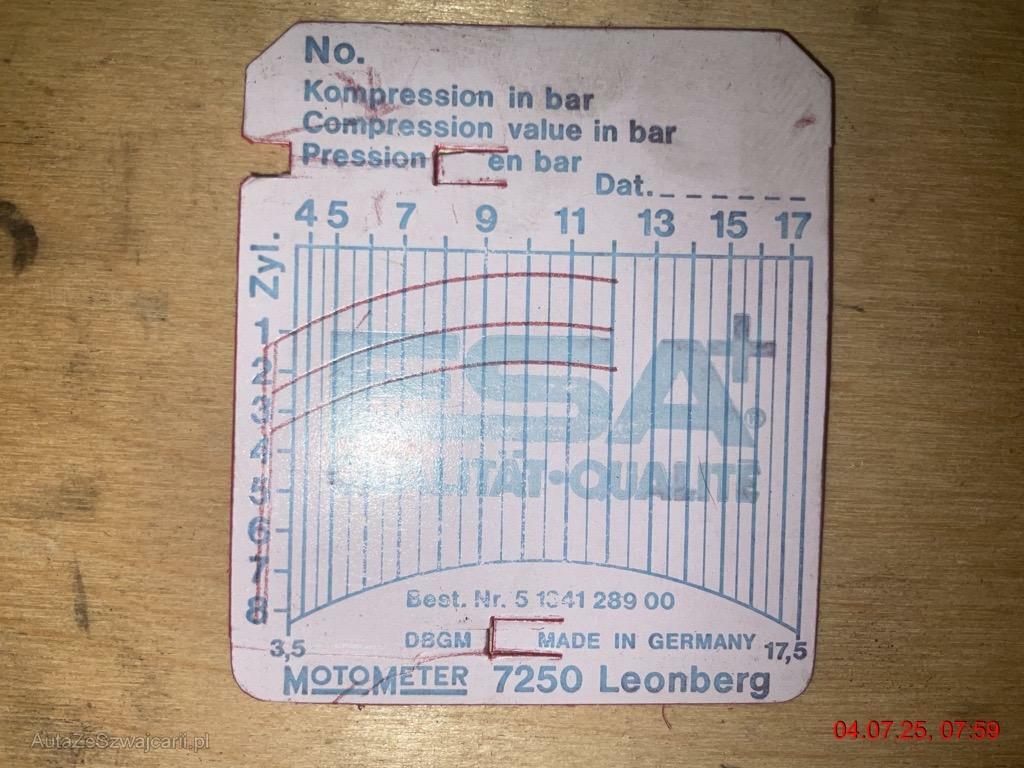 No.
Kompression in bar
Compression value in bar
Pression en bar
Dat.
4 5 7 9 11 13 15 17
Zyl.
1
2
3
4
5
6
7
8
ESA+ ®
QUALITÄT·QUALITÉ
Best. Nr. 5 1341 289 00
DBGM MADE IN GERMANY
3,5 17,5
MOTOMETER 7250 Leonberg
AutaZeSzwajcarii.pl
04.07.25, 07:59